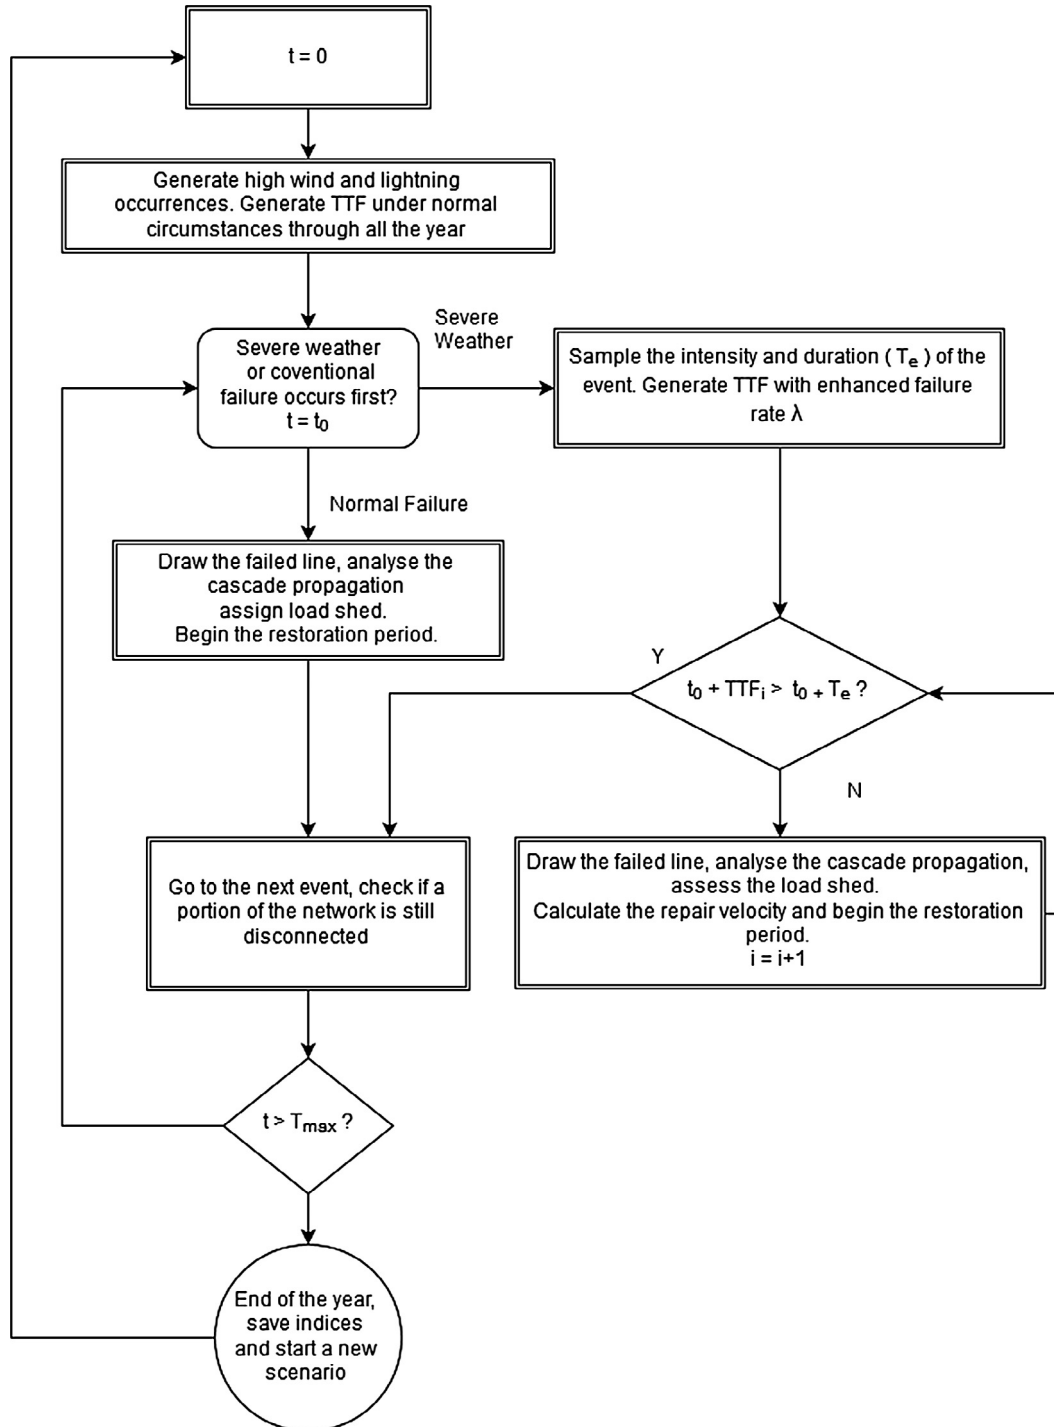 t = 0
Generate high wind and lightning
occurrences. Generate TTF under normal
circumstances through all the year
Severe weather
or coventional
failure occurs first?
t = t₀
Severe
Weather
Sample the intensity and duration ( Tₑ ) of the
event. Generate TTF with enhanced failure
rate λ
Normal Failure
Draw the failed line, analyse the
cascade propagation
assign load shed.
Begin the restoration period.
Y
t₀ + TTFᵢ > t₀ + Tₑ ?
N
Go to the next event, check if a
portion of the network is still
disconnected
Draw the failed line, analyse the cascade propagation,
assess the load shed.
Calculate the repair velocity and begin the restoration
period.
i = i+1
t > Tmax ?
End of the year,
save indices
and start a new
scenario